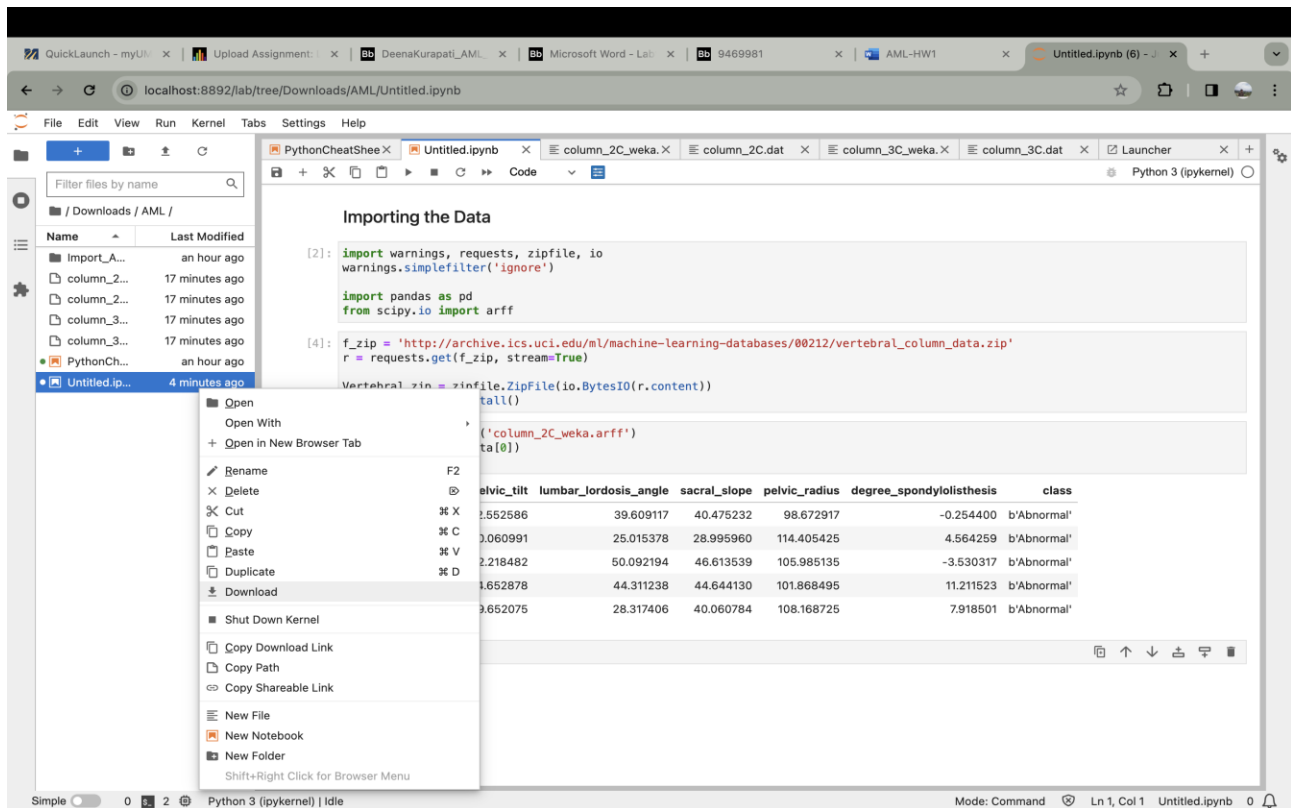 QuickLaunch - myUM
Upload Assignment:
DeenaKurapati_AML_
Microsoft Word - Lab
9469981
AML-HW1
Untitled.ipynb (6) - J
localhost:8892/lab/tree/Downloads/AML/Untitled.ipynb
File Edit View Run Kernel Tabs Settings Help
PythonCheatShee
Untitled.ipynb
column_2C_weka.
column_2C.dat
column_3C_weka.
column_3C.dat
Launcher
Code
Python 3 (ipykernel)
Filter files by name
/ Downloads / AML /
Name Last Modified
Import_A... an hour ago
column_2... 17 minutes ago
column_2... 17 minutes ago
column_3... 17 minutes ago
column_3... 17 minutes ago
PythonCh... an hour ago
Untitled.ip... 4 minutes ago
Open
Open With
Open in New Browser Tab
Rename F2
Delete ⌦
Cut ⌘ X
Copy ⌘ C
Paste ⌘ V
Duplicate ⌘ D
Download
Shut Down Kernel
Copy Download Link
Copy Path
Copy Shareable Link
New File
New Notebook
New Folder
Shift+Right Click for Browser Menu
Importing the Data
[2]: import warnings, requests, zipfile, io
warnings.simplefilter('ignore')
import pandas as pd
from scipy.io import arff
[4]: f_zip = 'http://archive.ics.uci.edu/ml/machine-learning-databases/00212/vertebral_column_data.zip'
r = requests.get(f_zip, stream=True)
Vertebral_zip = zipfile.ZipFile(io.BytesIO(r.content))
tall()
('column_2C_weka.arff')
ta[0])
elvic_tilt lumbar_lordosis_angle sacral_slope pelvic_radius degree_spondylolisthesis class
2.552586 39.609117 40.475232 98.672917 -0.254400 b'Abnormal'
0.060991 25.015378 28.995960 114.405425 4.564259 b'Abnormal'
2.218482 50.092194 46.613539 105.985135 -3.530317 b'Abnormal'
4.652878 44.311238 44.644130 101.868495 11.211523 b'Abnormal'
9.652075 28.317406 40.060784 108.168725 7.918501 b'Abnormal'
Simple 0 2 Python 3 (ipykernel) | Idle Mode: Command Ln 1, Col 1 Untitled.ipynb 0